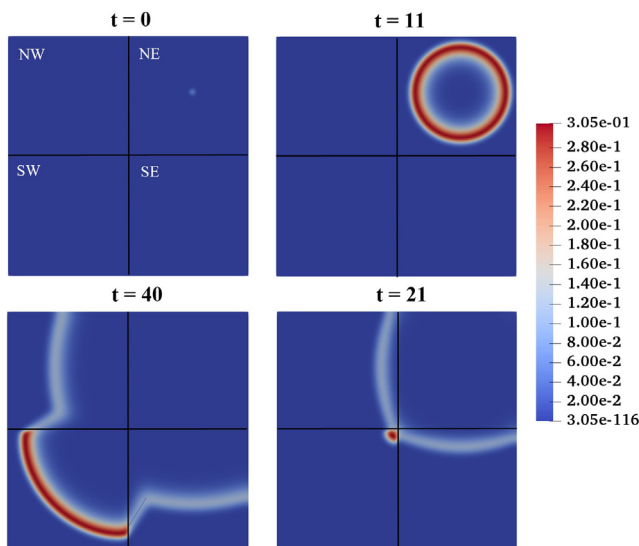 t = 0
t = 11
NW
NE
SW
SE
3.05e-01
2.80e-1
2.60e-1
2.40e-1
2.20e-1
2.00e-1
1.80e-1
1.60e-1
1.40e-1
1.20e-1
1.00e-1
8.00e-2
6.00e-2
4.00e-2
2.00e-2
3.05e-116
t = 40
t = 21